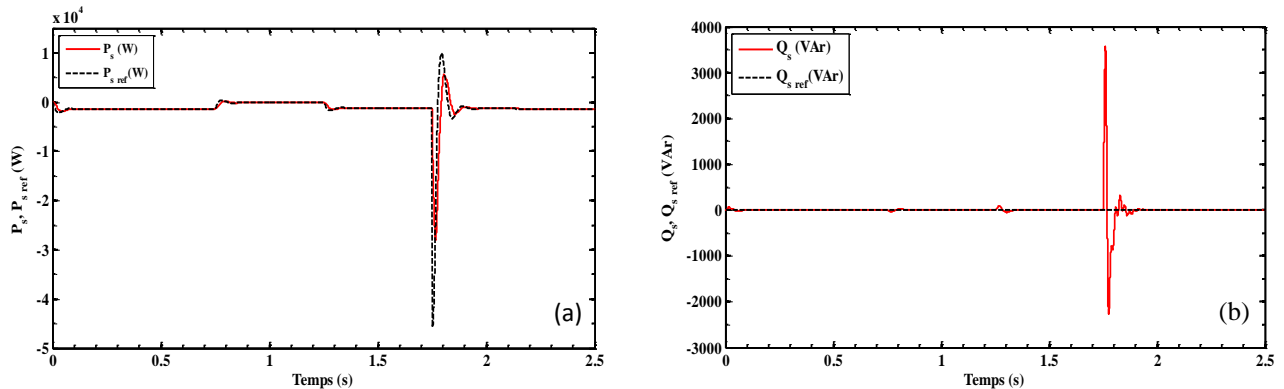 x 10^4
P_s (W)
P_s ref (W)
1
0
-1
-2
-3
-4
-5
P_s, P_s ref (W)
0 0.5 1 1.5 2 2.5
Temps (s)
(a)
4000
3000
2000
1000
0
-1000
-2000
-3000
Q_s (VAr)
Q_s ref (VAr)
Q_s, Q_s ref (VAr)
0 0.5 1 1.5 2 2.5
Temps (s)
(b)